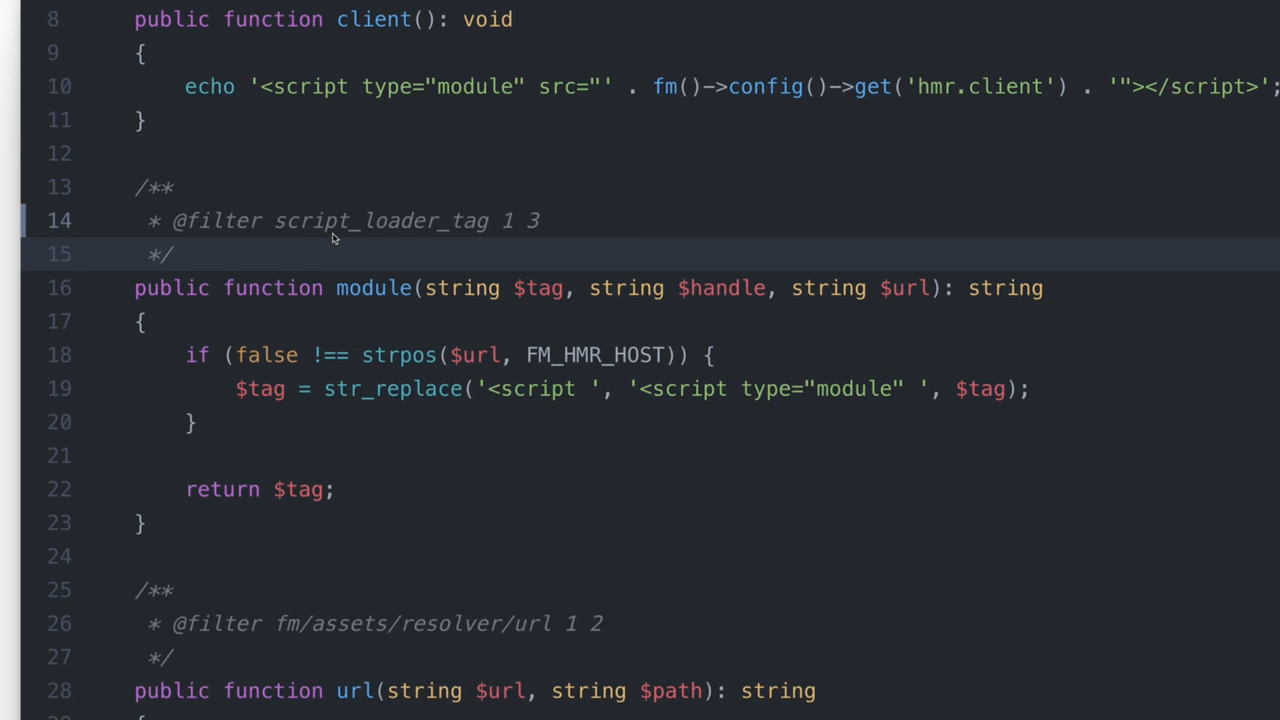 8 public function client(): void
9 {
10 echo '<script type="module" src="' . fm()->config()->get('hmr.client') . '"></script>';
11 }
12
13 /**
14 * @filter script_loader_tag 1 3
15 */
16 public function module(string $tag, string $handle, string $url): string
17 {
18 if (false !== strpos($url, FM_HMR_HOST)) {
19 $tag = str_replace('<script ', '<script type="module" ', $tag);
20 }
21
22 return $tag;
23 }
24
25 /**
26 * @filter fm/assets/resolver/url 1 2
27 */
28 public function url(string $url, string $path): string
{